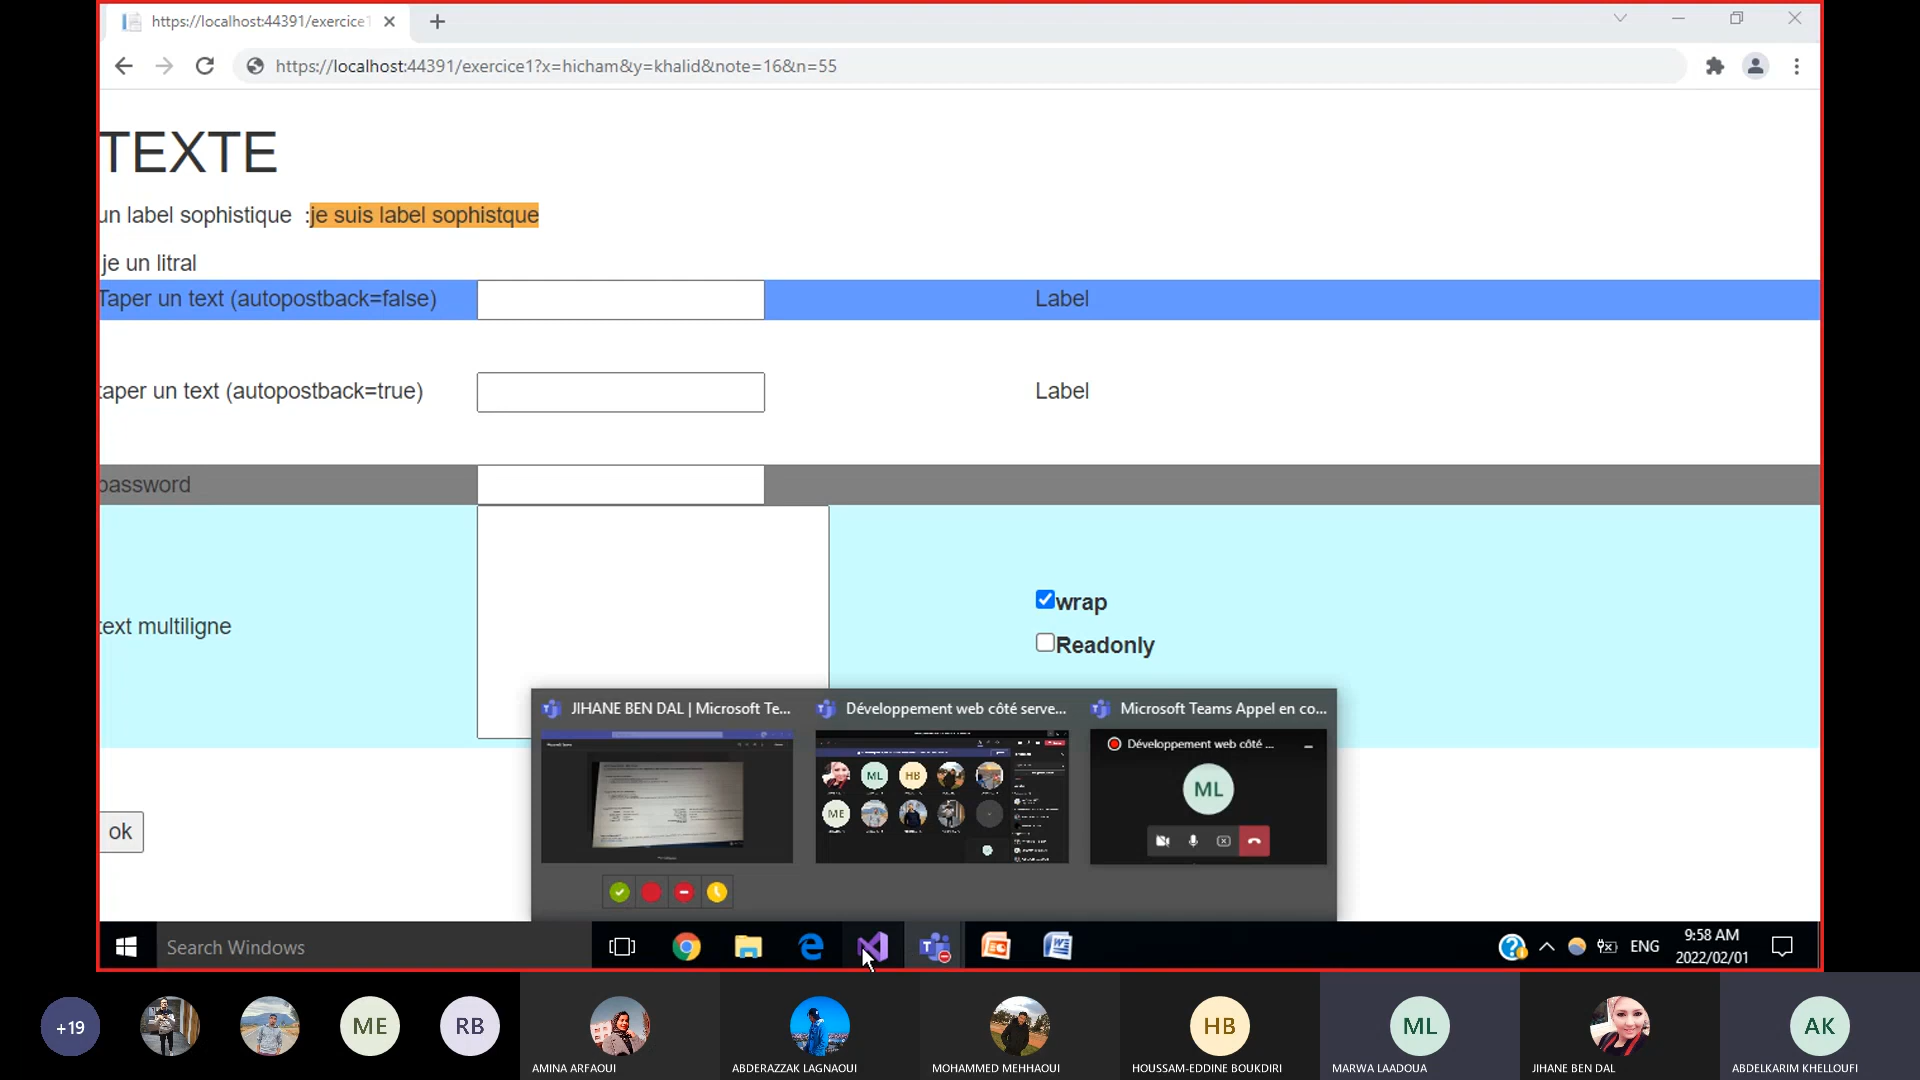 https://localhost:44391/exercice1
https://localhost:44391/exercice1?x=hicham&y=khalid&note=16&n=55
TEXTE
un label sophistique :je suis label sophistque
je un litral
Taper un text (autopostback=false)
Label
taper un text (autopostback=true)
Label
password
text multiligne
wrap
Readonly
ok
JIHANE BEN DAL | Microsoft Te...
Développement web côté serve...
Microsoft Teams Appel en co...
Développement web côté ...
ML
HB
ME
ML
Search Windows
ENG
9:58 AM
2022/02/01
+19
ME
RB
HB
ML
AK
AMINA ARFAOUI
ABDERAZZAK LAGNAOUI
MOHAMMED MEHHAOUI
HOUSSAM-EDDINE BOUKDIRI
MARWA LAADOUA
JIHANE BEN DAL
ABDELKARIM KHELLOUFI